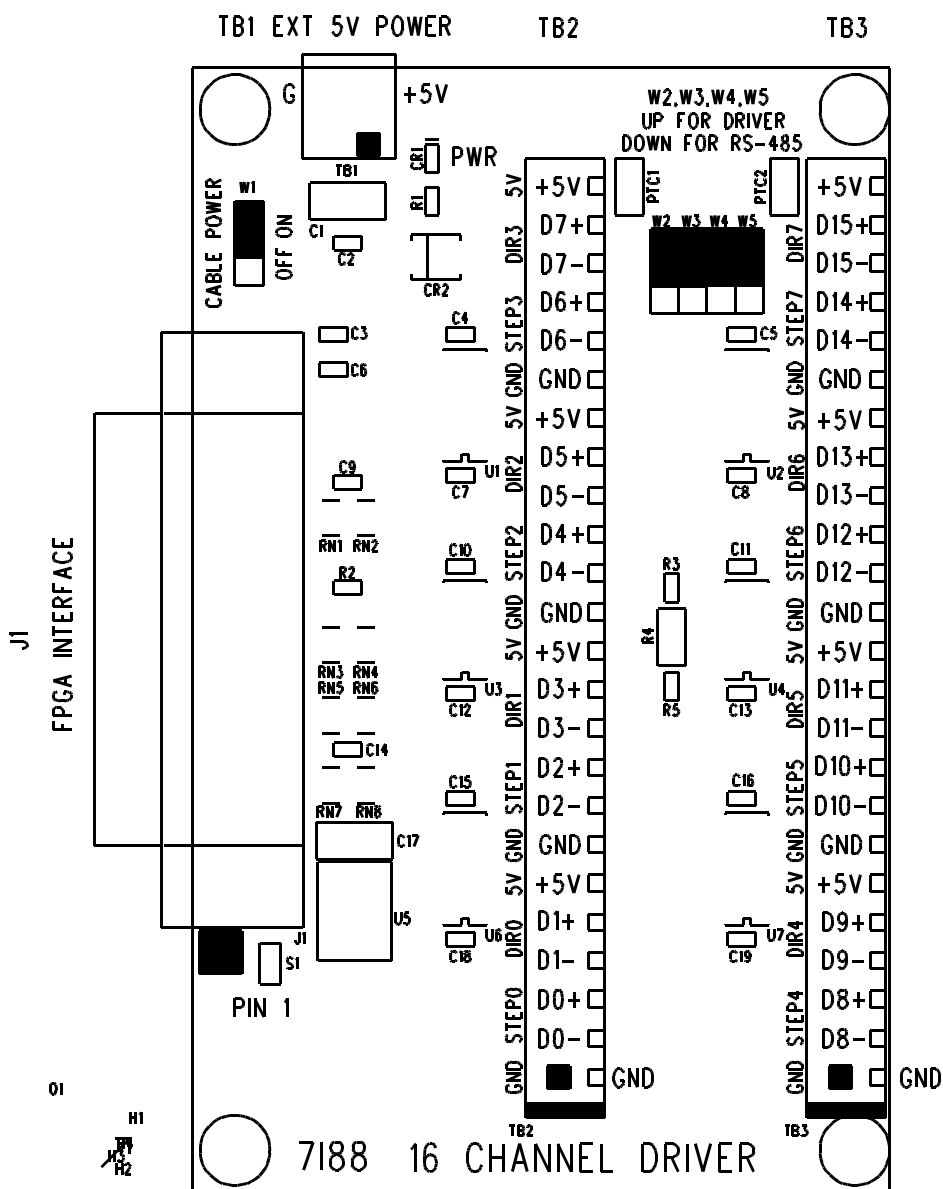 TB1 EXT 5V POWER
TB2
TB3
G
+5V
W2,W3,W4,W5
UP FOR DRIVER
DOWN FOR RS-485
CR1
PWR
TB1
R1
C1
C2
CR2
W1
CABLE POWER
OFF ON
C3
C6
C4
C5
PTC1
PTC2
W2 W3 W4 W5
5V
DIR3
STEP3
GND
5V
DIR2
STEP2
GND
5V
DIR1
STEP1
GND
5V
DIR0
STEP0
GND
+5V
D7+
D7-
D6+
D6-
GND
+5V
D5+
D5-
D4+
D4-
GND
+5V
D3+
D3-
D2+
D2-
GND
+5V
D1+
D1-
D0+
D0-
GND
DIR7
STEP7
GND
5V
DIR6
STEP6
GND
5V
DIR5
STEP5
GND
5V
DIR4
STEP4
GND
+5V
D15+
D15-
D14+
D14-
GND
+5V
D13+
D13-
D12+
D12-
GND
+5V
D11+
D11-
D10+
D10-
GND
+5V
D9+
D9-
D8+
D8-
GND
C9
RN1 RN2
R2
RN3 RN4
RN5 RN6
C14
RN7 RN8
C17
U5
U1
C7
C10
U3
C12
C15
U6
C18
U2
C8
C11
R3
R4
R5
U4
C13
C16
U7
C19
J1
FPGA INTERFACE
J1
S1
PIN 1
O1
H1
H3
H2
TB2
TB3
7I88 16 CHANNEL DRIVER